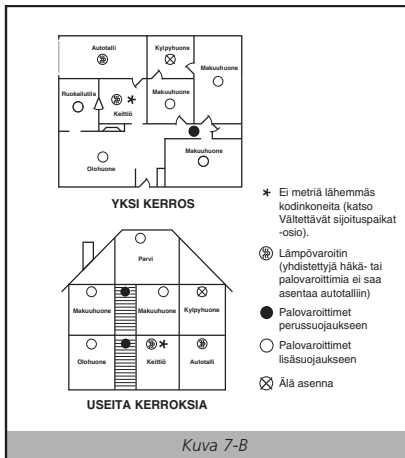 Autotalli
Kylpyhuone
Makuuhuone
Ruokailutila
Keittiö
Makuuhuone
Olohuone
Makuuhuone
YKSI KERROS
Parvi
Makuuhuone
Makuuhuone
Kylpyhuone
Olohuone
Keittiö
Autotalli
USEITA KERROKSIA
* Ei metriä lähemmäs
kodinkoneita (katso
Vältettävät sijoituspaikat
-osio).
Lämpövaroitin
(yhdistettyjä häkä- tai
palovaroittimia ei saa
asentaa autotalliin)
Palovaroittimet
perussuojaukseen
Palovaroittimet
lisäsuojaukseen
Älä asenna
Kuva 7-B